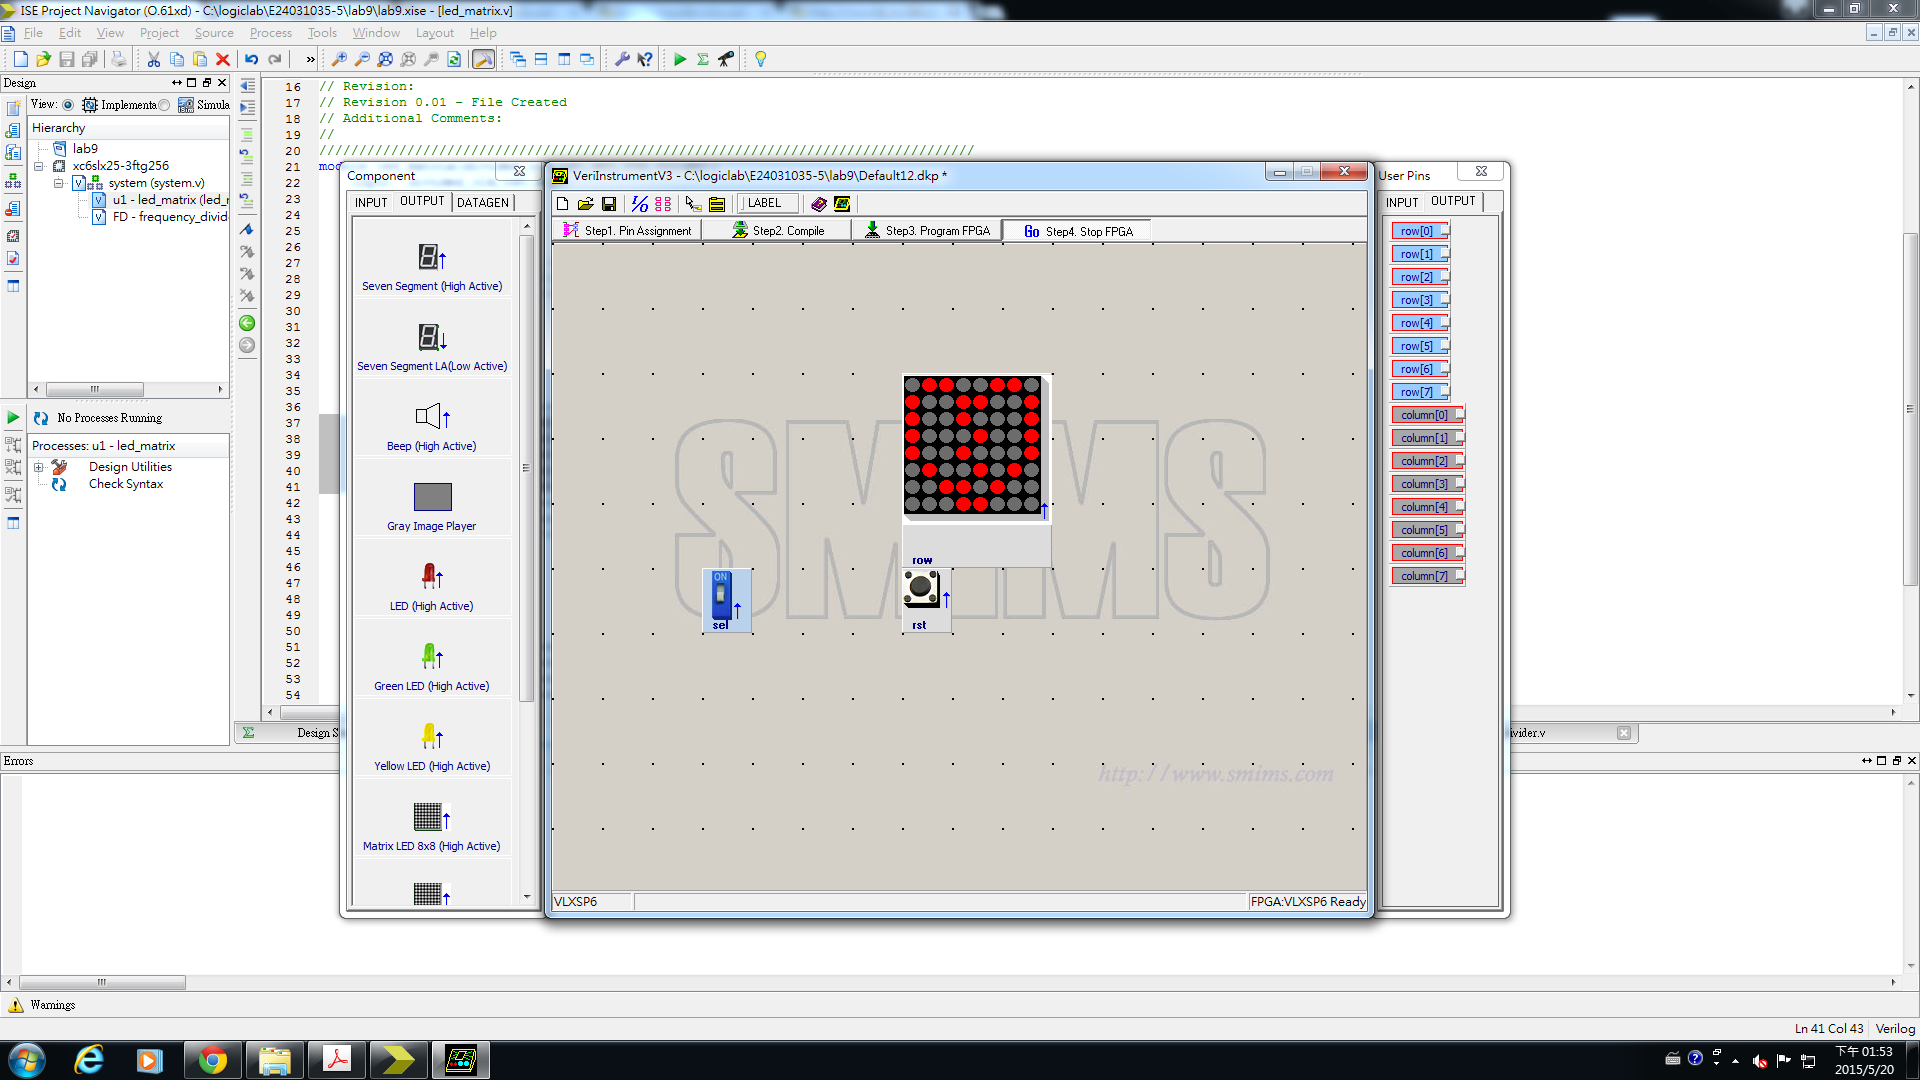 ISE Project Navigator (O.61xd) - C:\logiclab\E24031035-5\lab9\lab9.xise - [led_matrix.v]
File Edit View Project Source Process Tools Window Layout Help
Design
View: Implementa Simula
Hierarchy
lab9
xc6slx25-3ftg256
system (system.v)
u1 - led_matrix (led_r
FD - frequency_divid
No Processes Running
Processes: u1 - led_matrix
Design Utilities
Check Syntax
16 // Revision:
17 // Revision 0.01 - File Created
18 // Additional Comments:
19 //
20 //////////////////////////////////////////////////////////////////////////////////
21
22
23
24
25
26
27
28
29
30
31
32
33
34
35
36
37
38
39
40
41
42
43
44
45
46
47
48
49
50
51
52
53
54
Design S
ivider.v
Component
INPUT OUTPUT DATAGEN
Seven Segment (High Active)
Seven Segment LA(Low Active)
Beep (High Active)
Gray Image Player
LED (High Active)
Green LED (High Active)
Yellow LED (High Active)
Matrix LED 8x8 (High Active)
VeriInstrumentV3 - C:\logiclab\E24031035-5\lab9\Default12.dkp *
LABEL
Step1. Pin Assignment Step2. Compile Step3. Program FPGA Go Step4. Stop FPGA
SMIMS
row
ON
sel
rst
http://www.smims.com
VLXSP6
FPGA:VLXSP6 Ready
User Pins
INPUT OUTPUT
row[0]
row[1]
row[2]
row[3]
row[4]
row[5]
row[6]
row[7]
column[0]
column[1]
column[2]
column[3]
column[4]
column[5]
column[6]
column[7]
Errors
Warnings
Ln 41 Col 43 Verilog
下午 01:53
2015/5/20